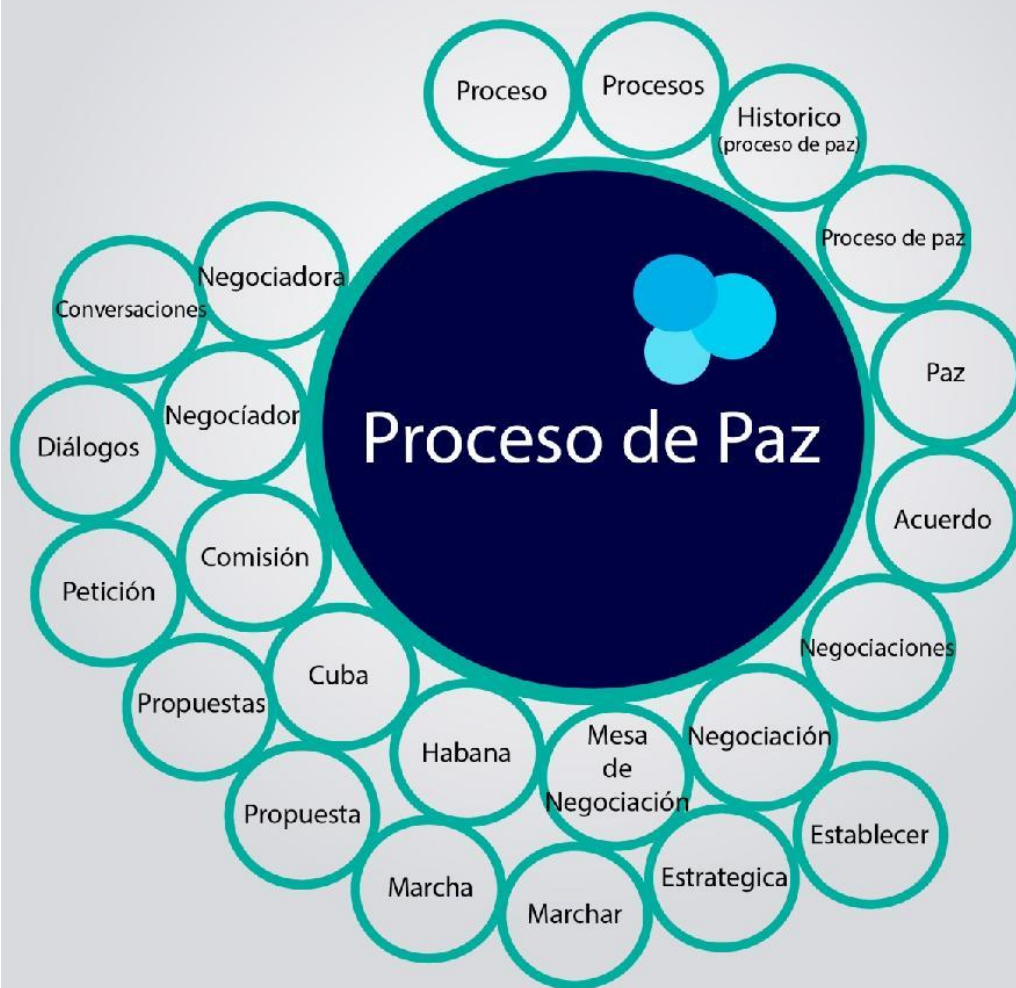 Proceso
Procesos
Historico
(proceso de paz)
Proceso de paz
Paz
Acuerdo
Negociaciones
Negociación
Establecer
Estrategica
Mesa
de
Negociación
Marchar
Habana
Marcha
Cuba
Propuesta
Propuestas
Comisión
Petición
Negocíador
Diálogos
Negociadora
Conversaciones
Proceso de Paz